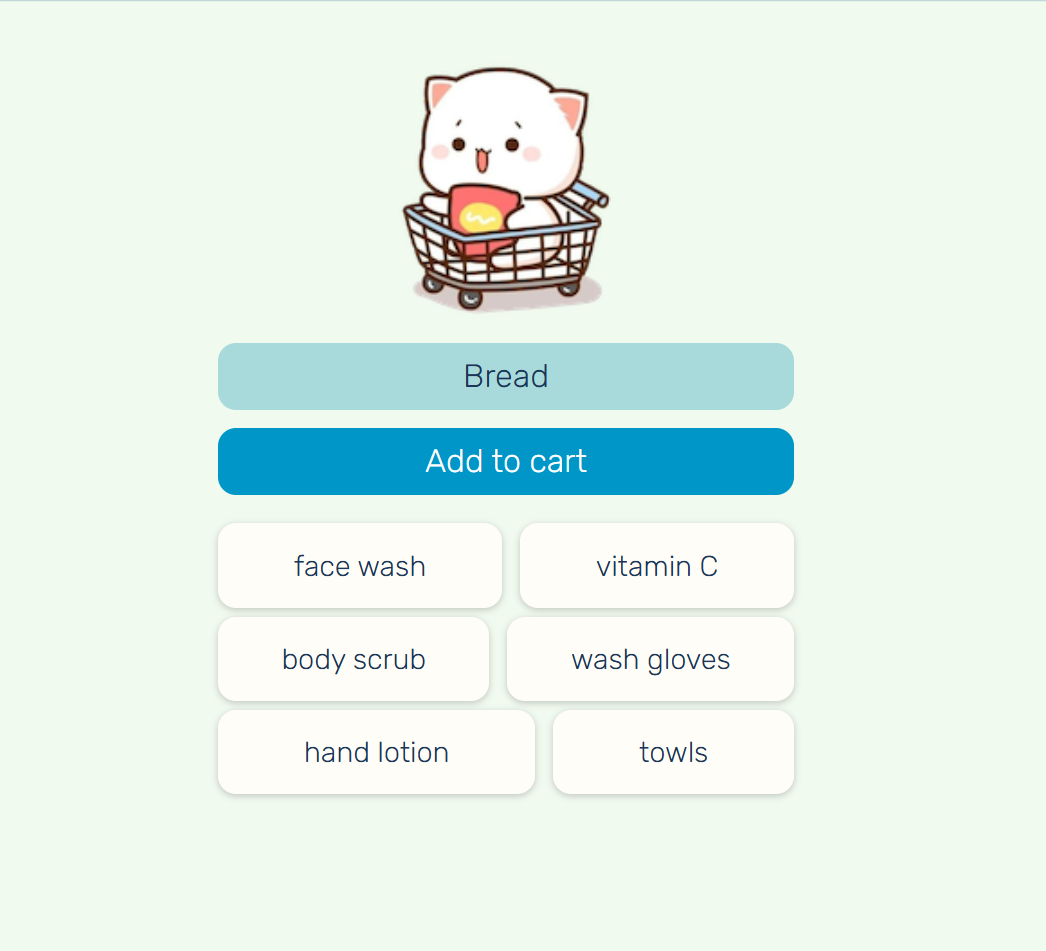 Bread
Add to cart
face wash
vitamin C
body scrub
wash gloves
hand lotion
towls